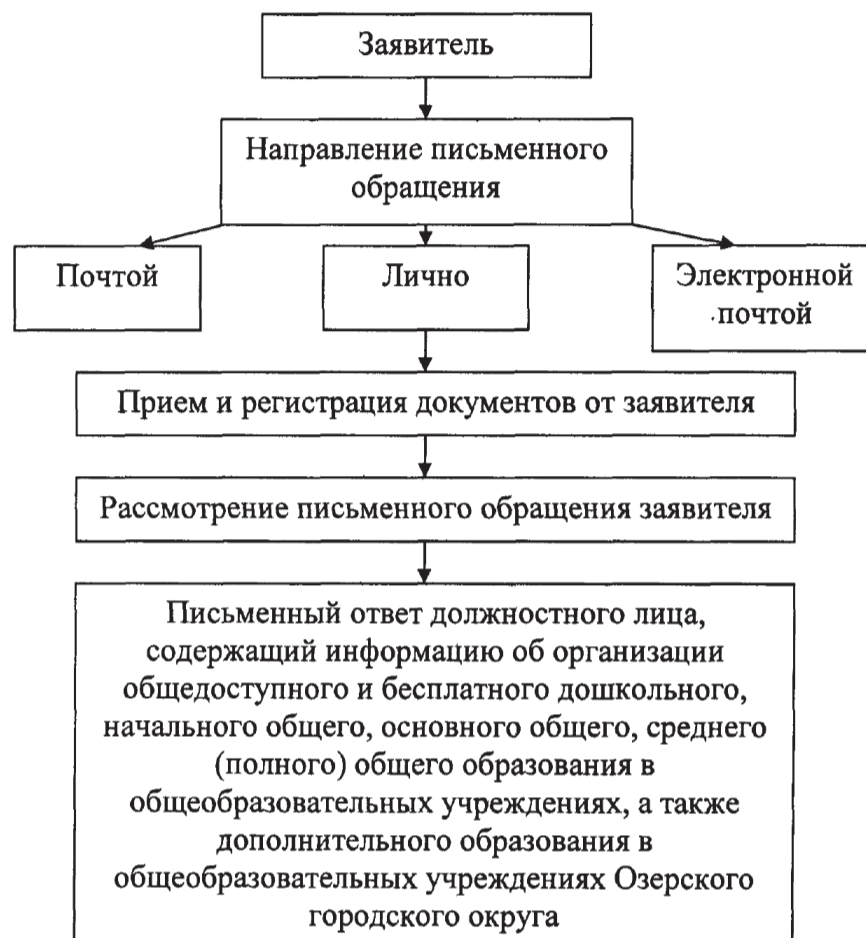 Заявитель
Направление письменного
обращения
Почтой
Лично
Электронной
почтой
Прием и регистрация документов от заявителя
Рассмотрение письменного обращения заявителя
Письменный ответ должностного лица,
содержащий информацию об организации
общедоступного и бесплатного дошкольного,
начального общего, основного общего, среднего
(полного) общего образования в
общеобразовательных учреждениях, а также
дополнительного образования в
общеобразовательных учреждениях Озерского
городского округа